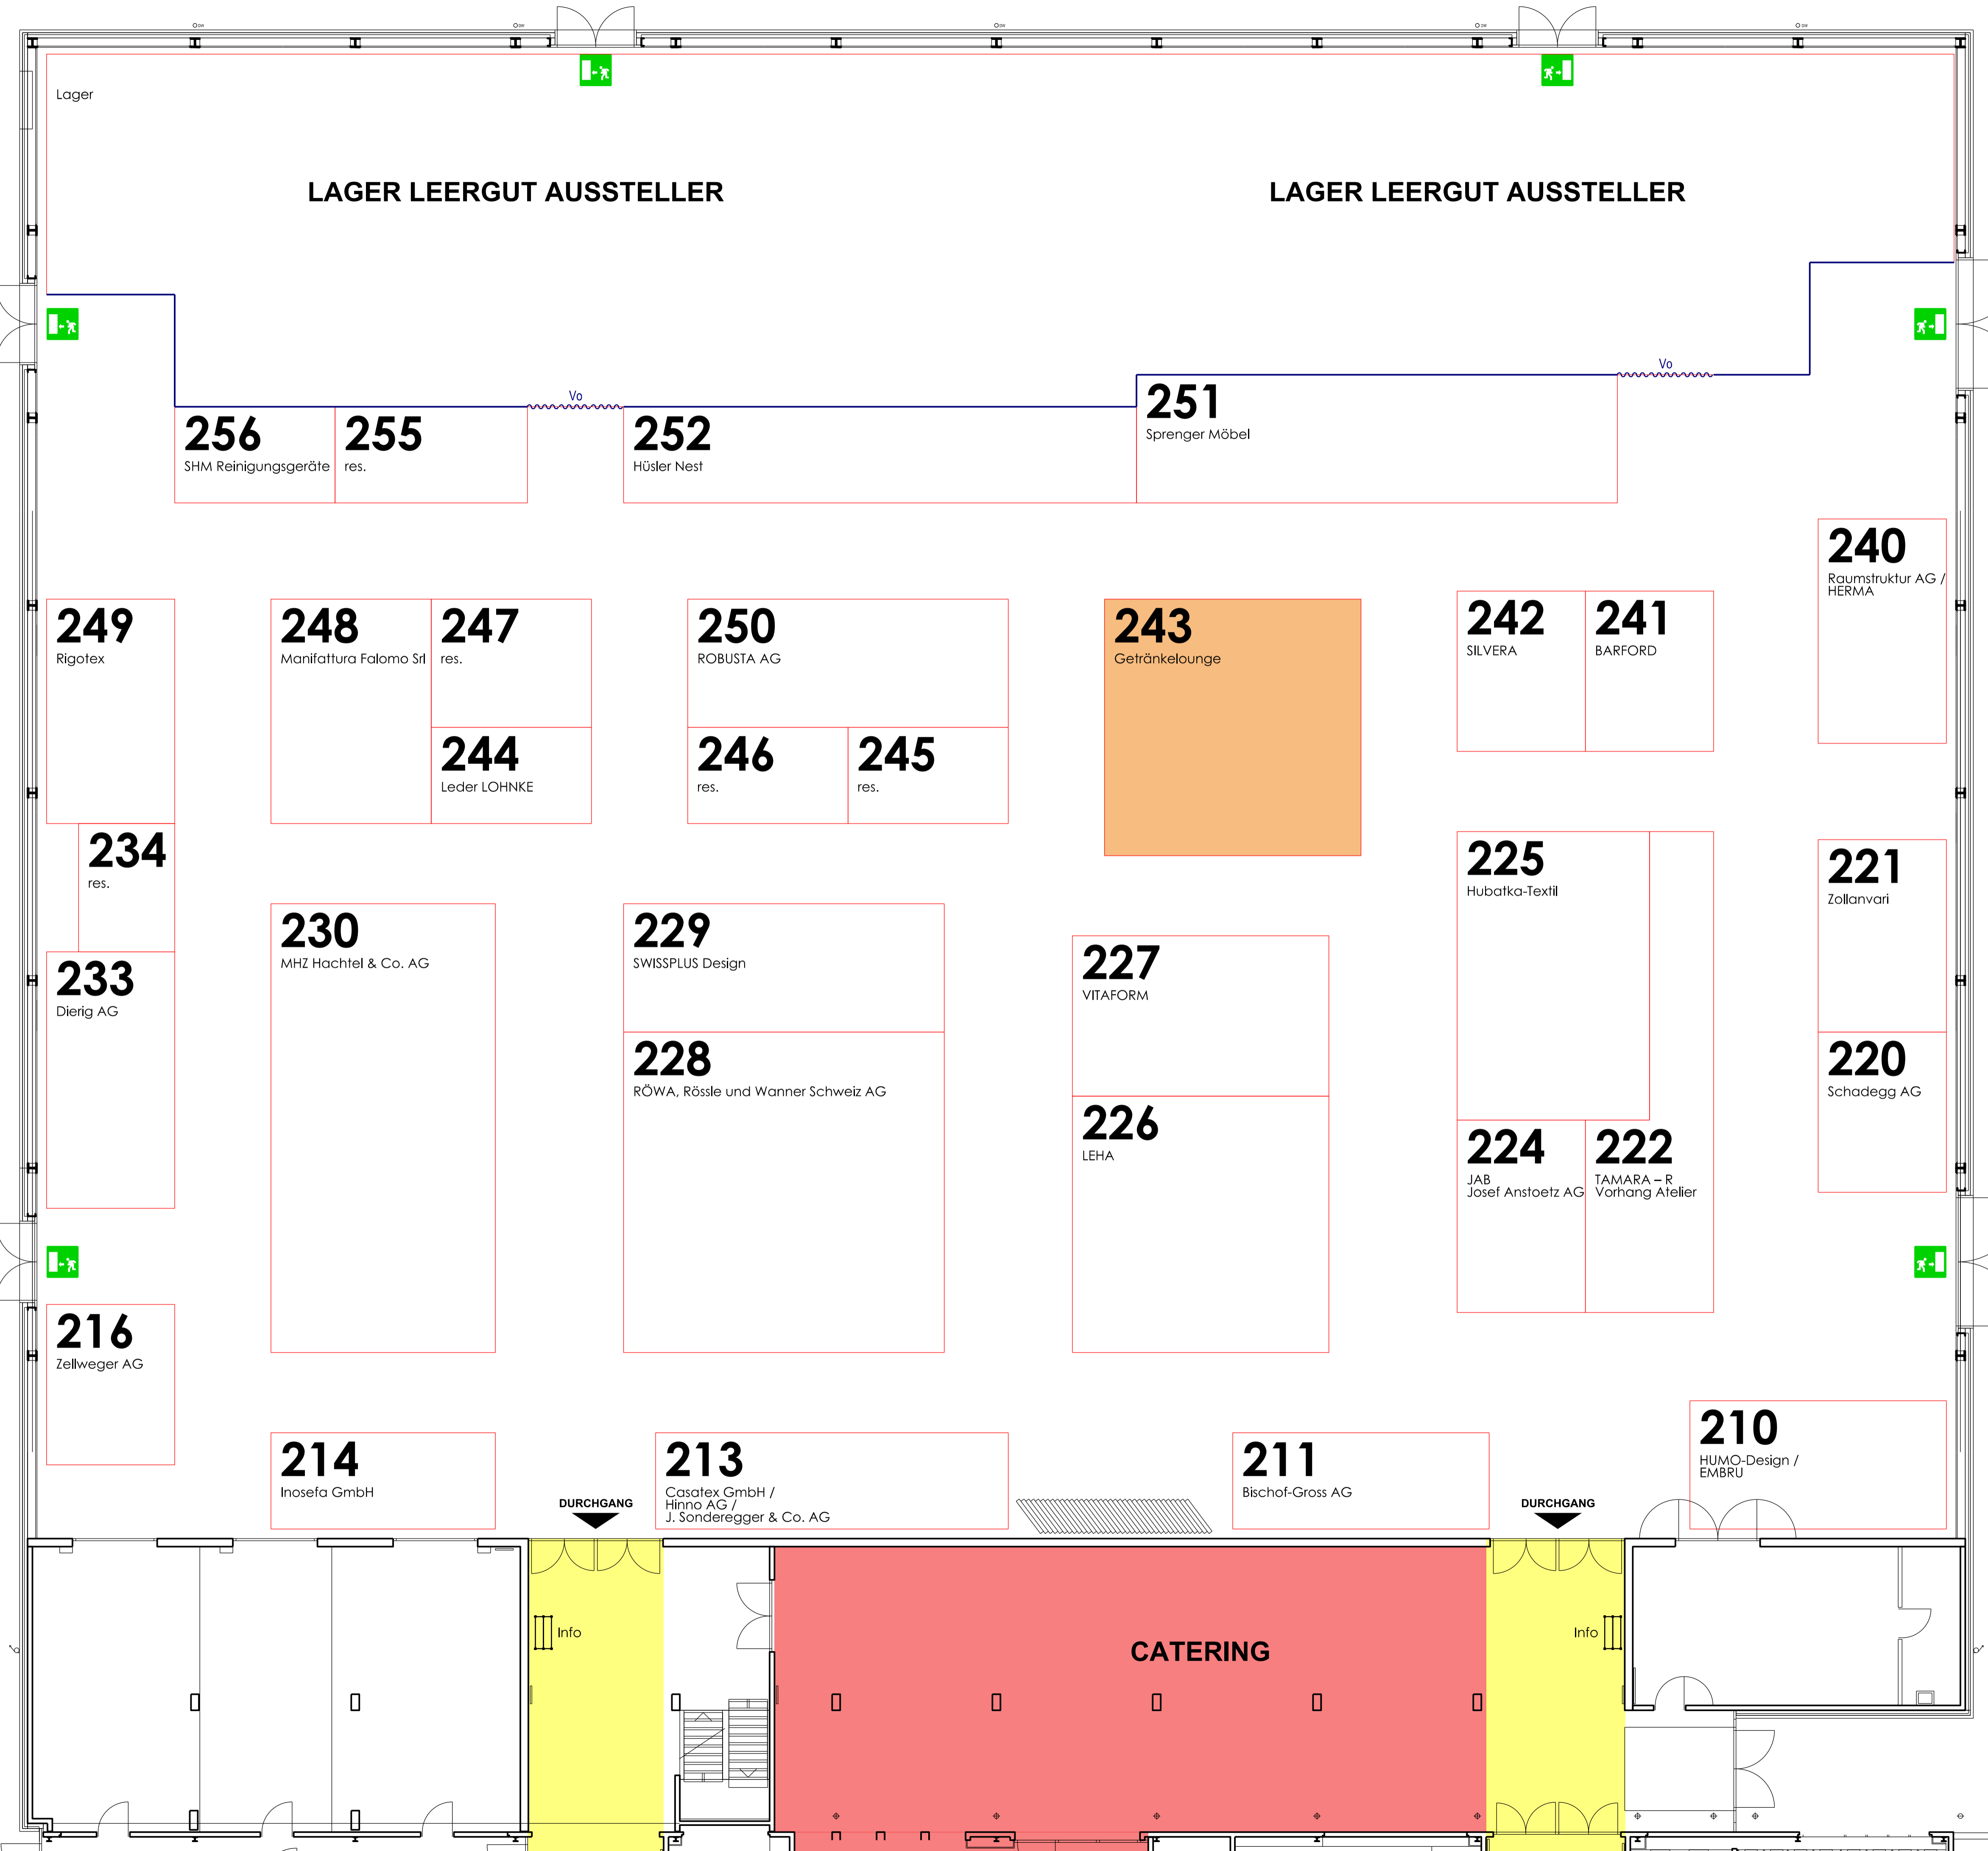 Lager
LAGER LEERGUT AUSSTELLER
LAGER LEERGUT AUSSTELLER
Vo
Vo
256
SHM Reinigungsgeräte
255
res.
252
Hüsler Nest
251
Sprenger Möbel
240
Raumstruktur AG /
HERMA
249
Rigotex
248
Manifattura Falomo Srl
247
res.
250
ROBUSTA AG
243
Getränkelounge
242
SILVERA
241
BARFORD
244
Leder LOHNKE
246
res.
245
res.
234
res.
225
Hubatka-Textil
221
Zollanvari
230
MHZ Hachtel & Co. AG
229
SWISSPLUS Design
227
VITAFORM
233
Dierig AG
228
RÖWA, Rössle und Wanner Schweiz AG
220
Schadegg AG
226
LEHA
224
JAB
Josef Anstoetz AG
222
TAMARA – R
Vorhang Atelier
216
Zellweger AG
214
Inosefa GmbH
213
Casatex GmbH /
Hinno AG /
J. Sonderegger & Co. AG
211
Bischof-Gross AG
210
HUMO-Design /
EMBRU
DURCHGANG
DURCHGANG
Info
Info
CATERING